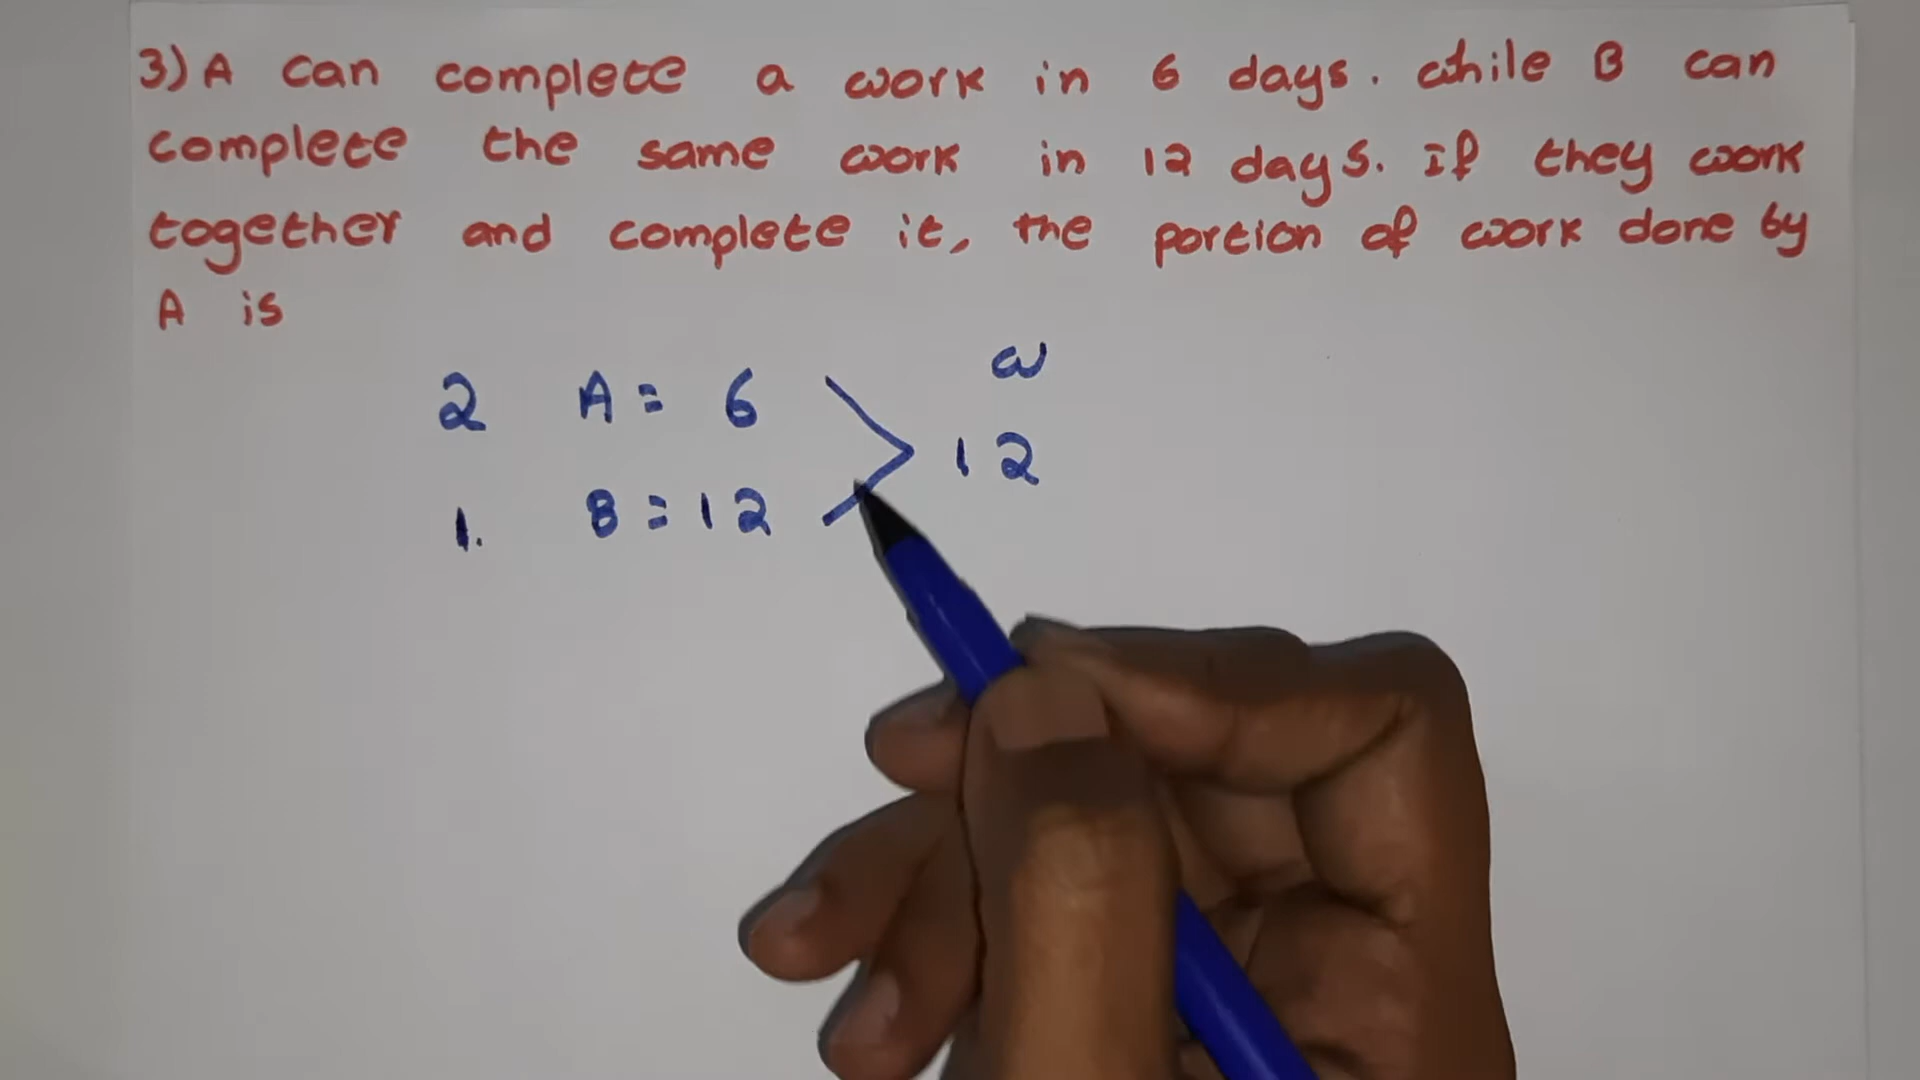 3) A can complete a work in 6 days. while B can
complete the same work in 12 days. If they work
together and complete it, the portion of work done by
A is
W
2 A = 6
12
1. B = 12